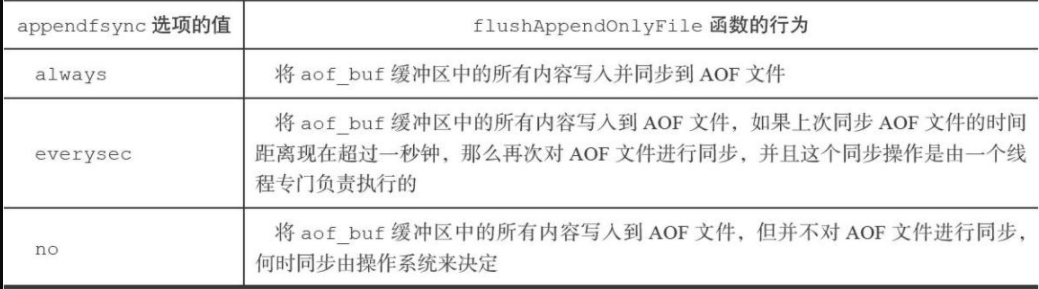 appendfsync 选项的值 flushAppendOnlyFile 函数的行为
always 将 aof_buf 缓冲区中的所有内容写入并同步到 AOF 文件
将 aof_buf 缓冲区中的所有内容写入到 AOF 文件，如果上次同步 AOF 文件的时间
everysec 距离现在超过一秒钟，那么再次对 AOF 文件进行同步，并且这个同步操作是由一个线
程专门负责执行的
将 aof_buf 缓冲区中的所有内容写入到 AOF 文件，但并不对 AOF 文件进行同步，
no 何时同步由操作系统来决定